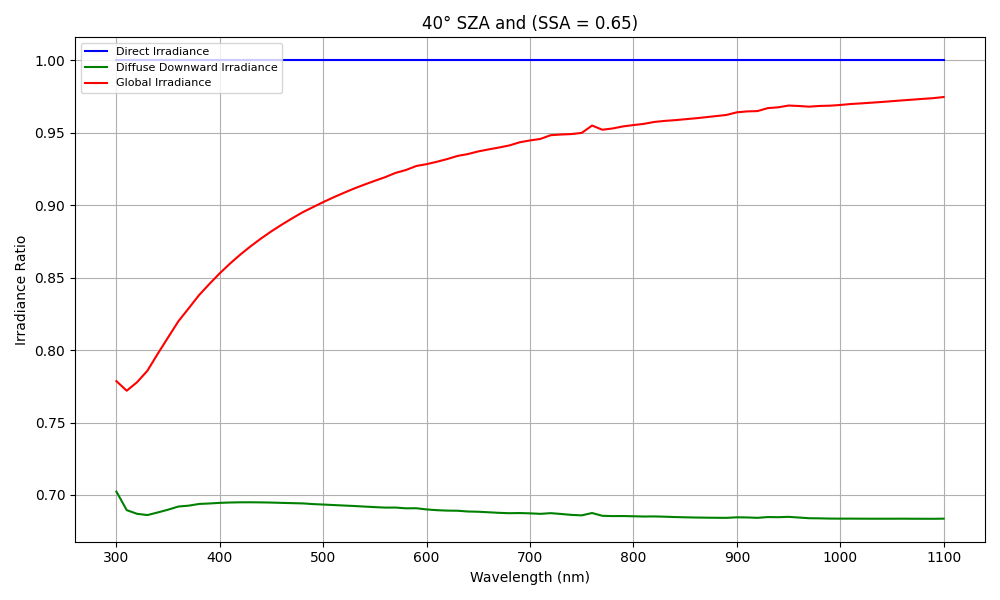 40° SZA and (SSA = 0.65)
Direct Irradiance
Diffuse Downward Irradiance
Global Irradiance
Irradiance Ratio
1.00
0.95
0.90
0.85
0.80
0.75
0.70
300 400 500 600 700 800 900 1000 1100
Wavelength (nm)